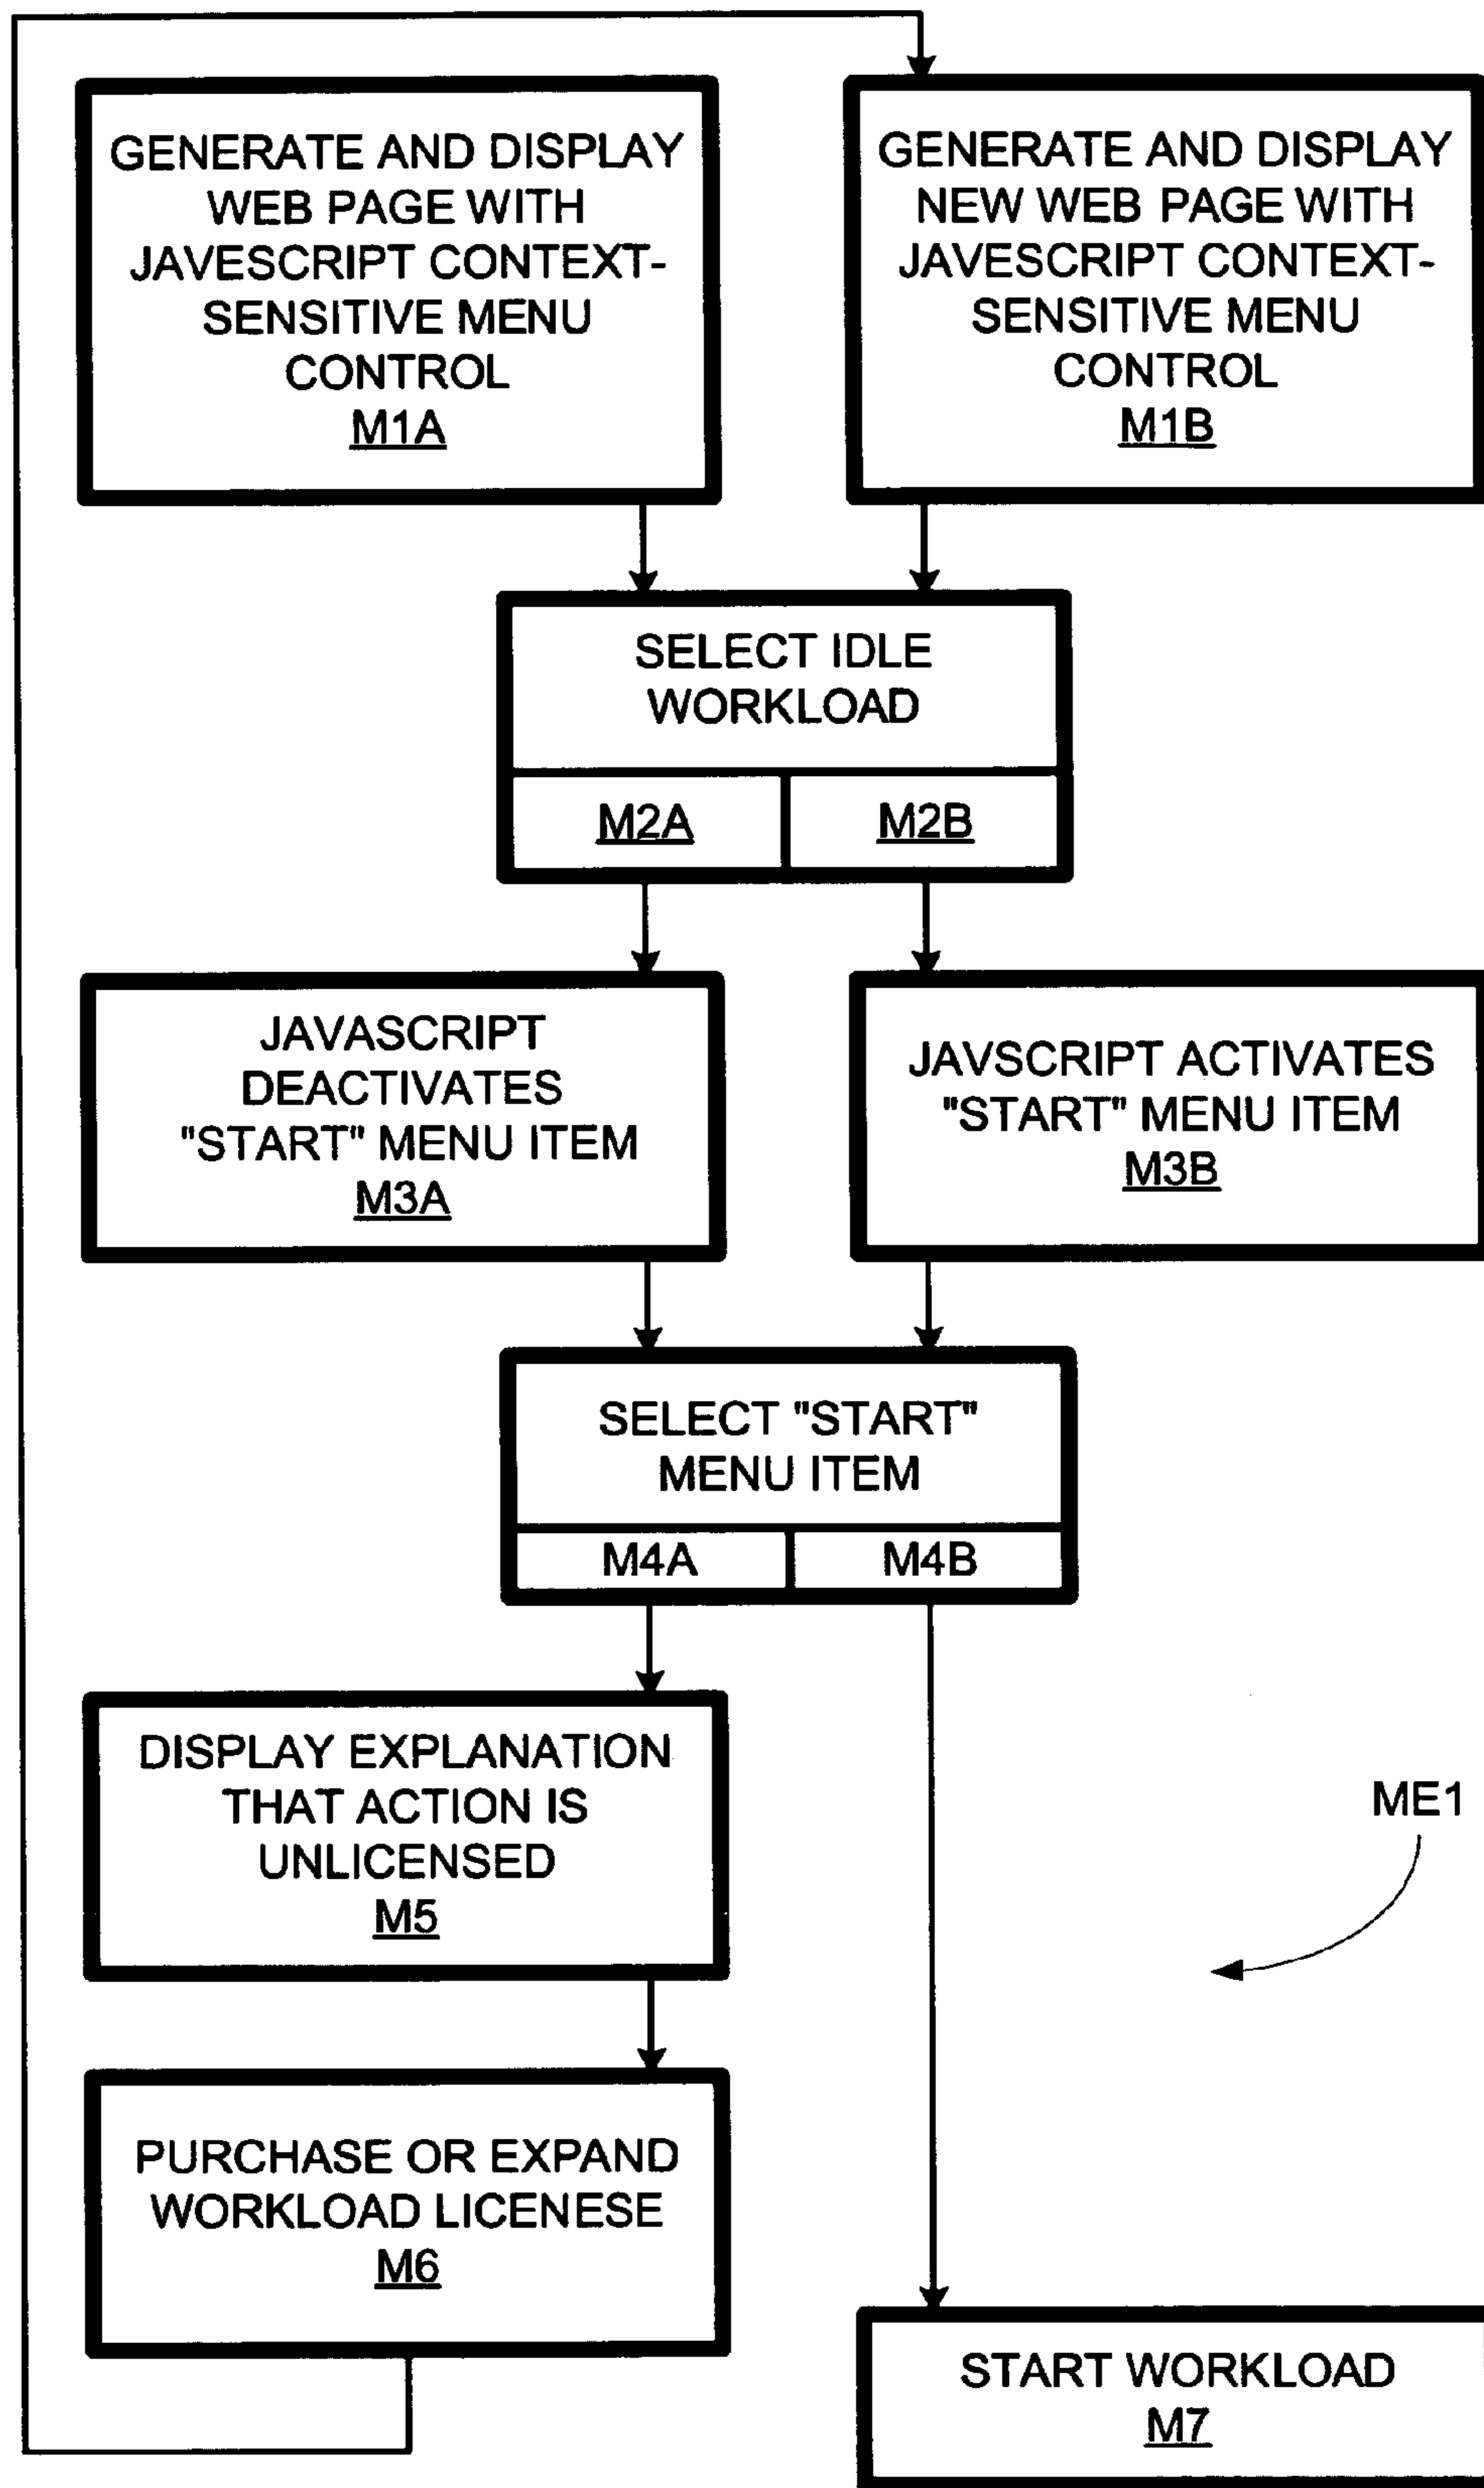 GENERATE AND DISPLAY
WEB PAGE WITH
JAVESCRIPT CONTEXT-
SENSITIVE MENU
CONTROL
M1A
GENERATE AND DISPLAY
NEW WEB PAGE WITH
JAVESCRIPT CONTEXT-
SENSITIVE MENU
CONTROL
M1B
SELECT IDLE
WORKLOAD
M2A
M2B
JAVASCRIPT
DEACTIVATES
"START" MENU ITEM
M3A
JAVSCRIPT ACTIVATES
"START" MENU ITEM
M3B
SELECT "START"
MENU ITEM
M4A
M4B
DISPLAY EXPLANATION
THAT ACTION IS
UNLICENSED
M5
ME1
PURCHASE OR EXPAND
WORKLOAD LICENESE
M6
START WORKLOAD
M7